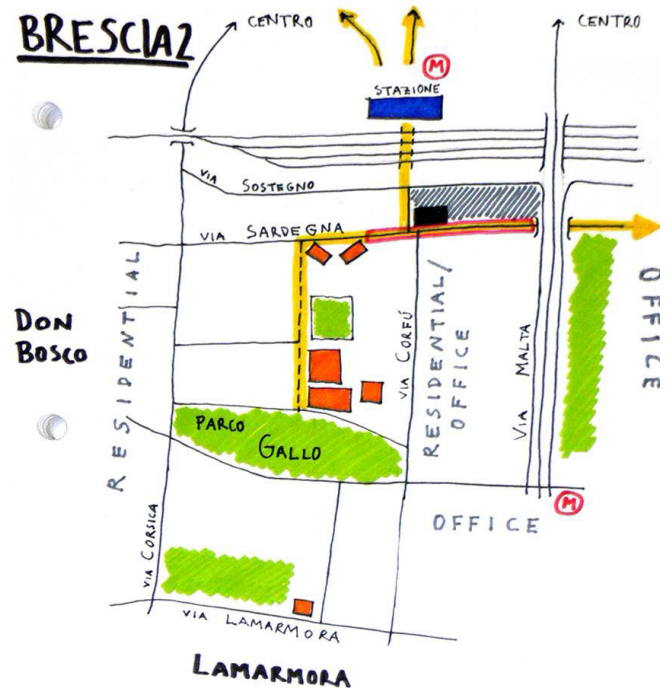 BRESCIA2
CENTRO
CENTRO
M
STAZIONE
VIA
SOSTEGNO
VIA SARDEGNA
RESIDENTIAL
DON
BOSCO
VIA CORFÚ
RESIDENTIAL/
OFFICE
VIA MALTA
OFFICE
PARCO
GALLO
M
OFFICE
VIA CORSICA
VIA LAMARMORA
LAMARMORA